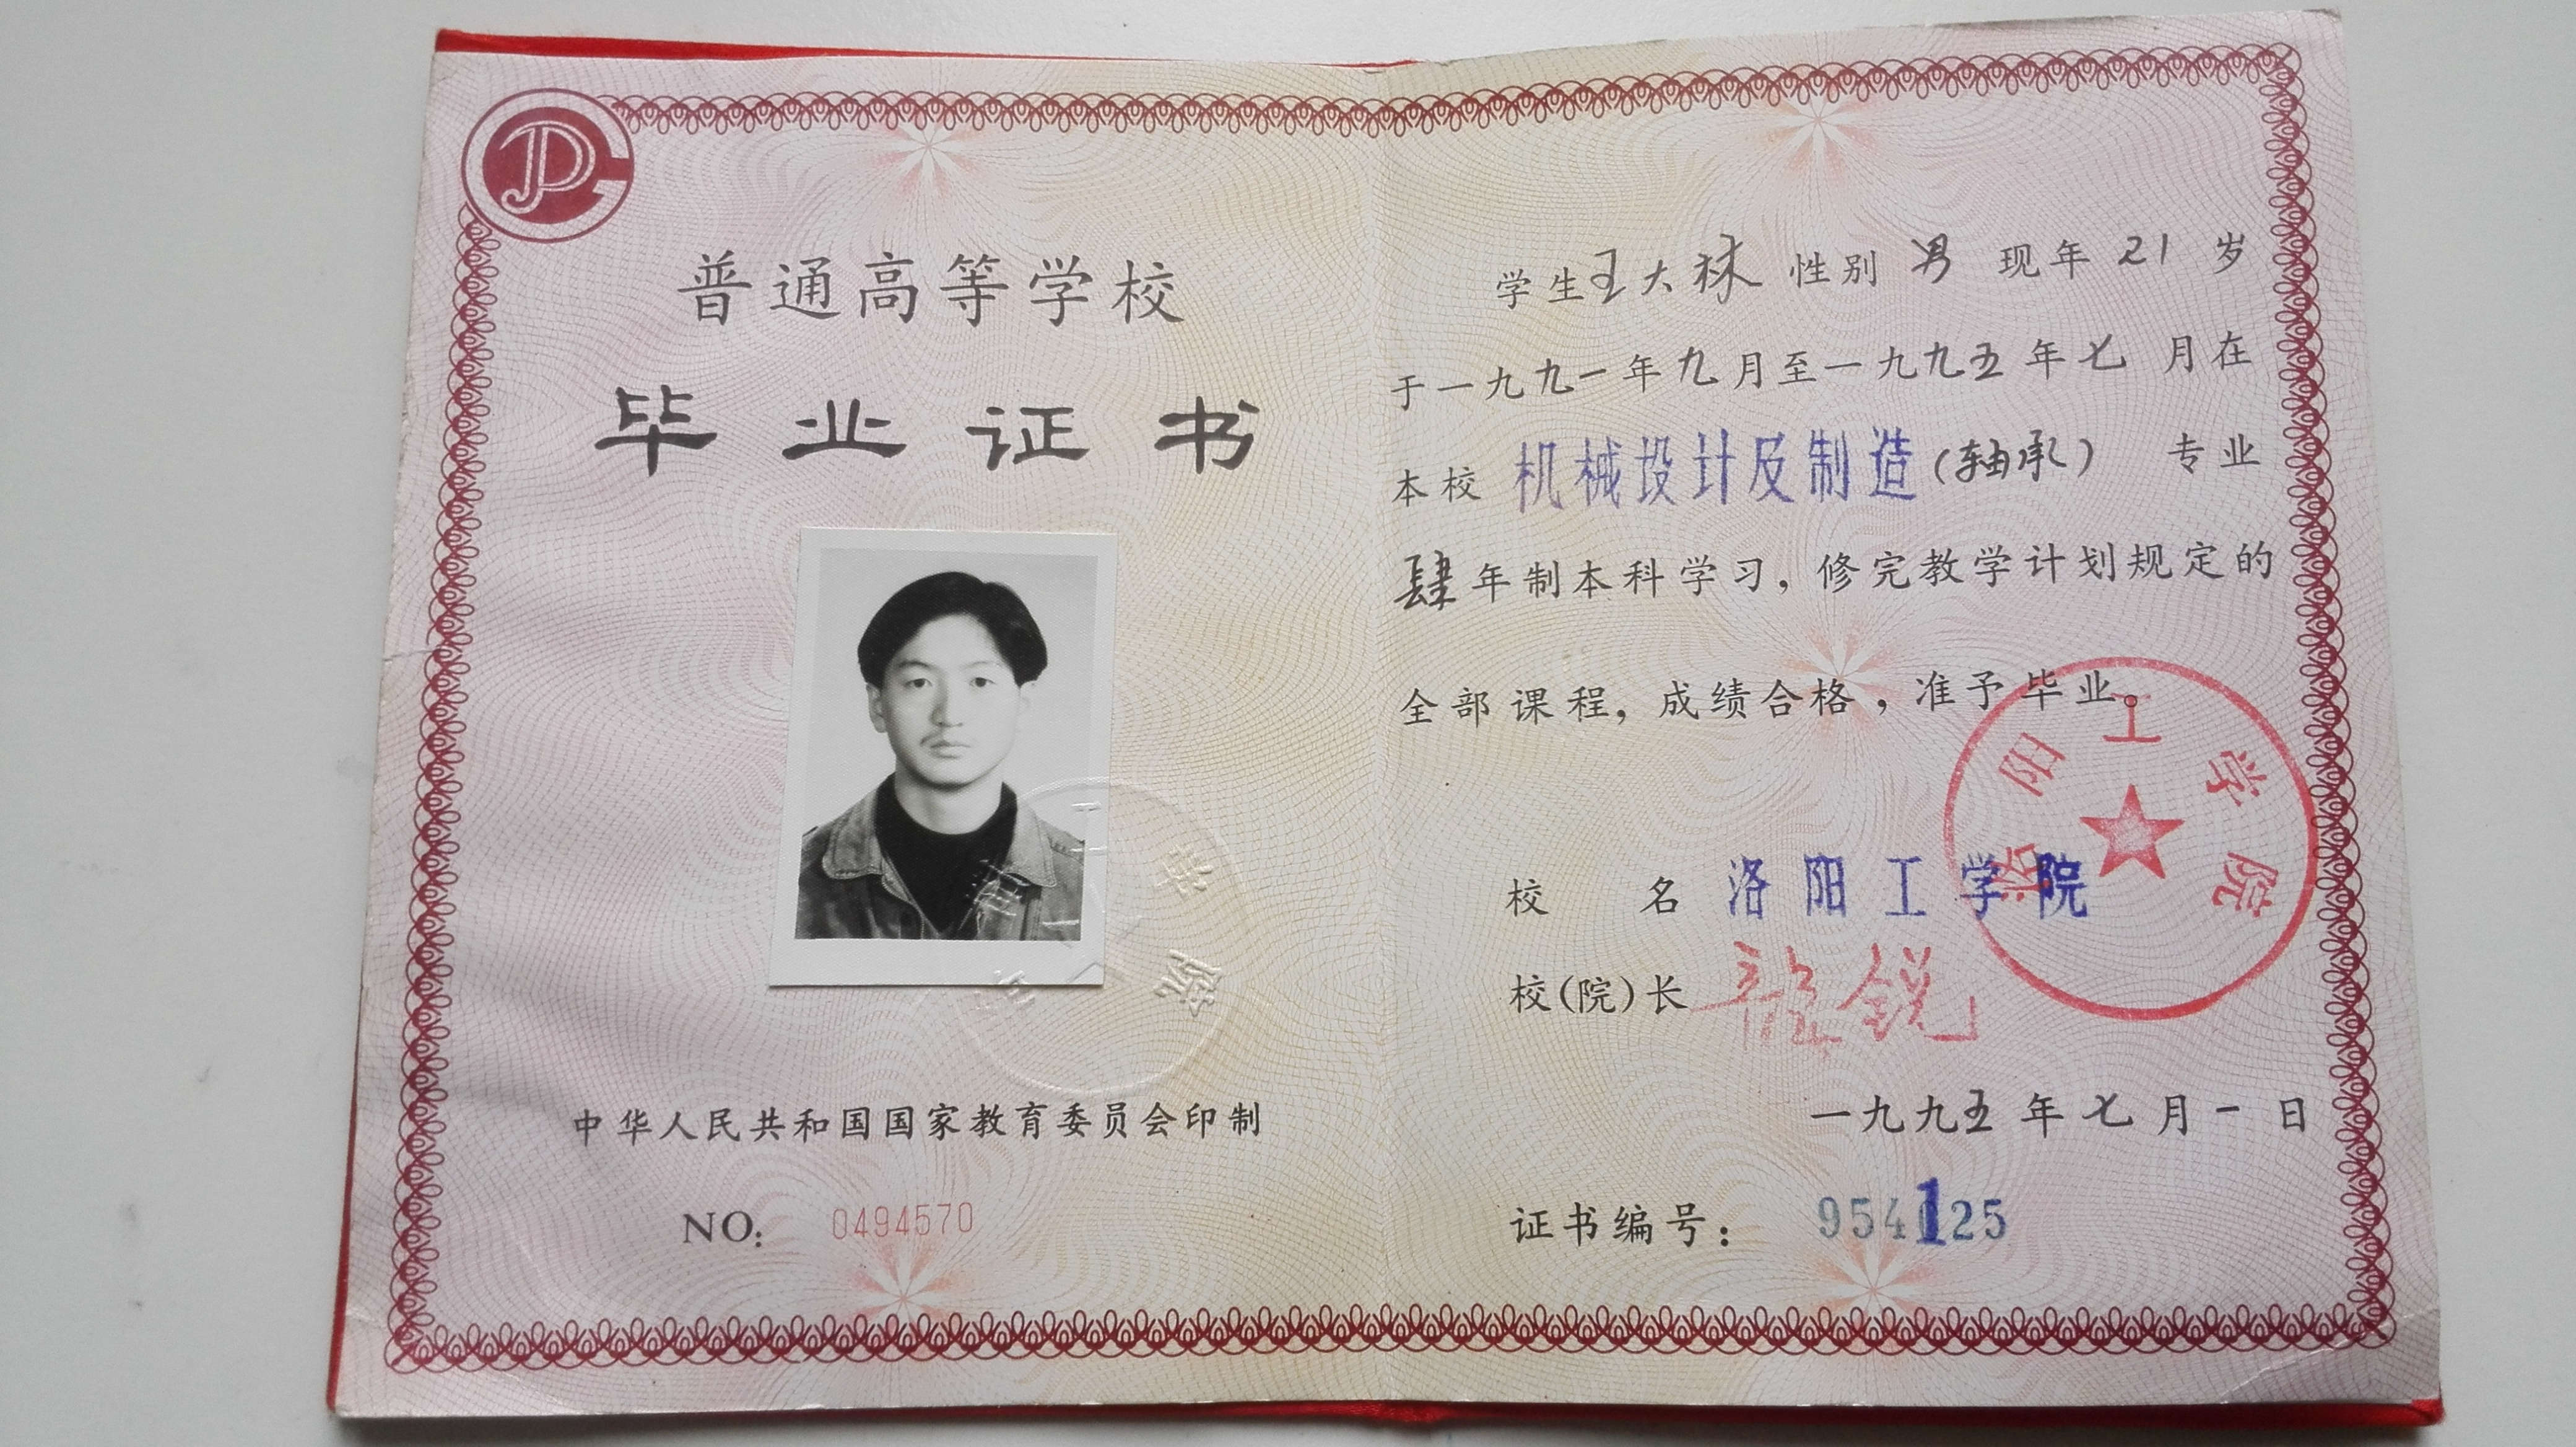 普通高等学校
毕业证书
中华人民共和国国家教育委员会印制
NO: 0494570
学生王大林 性别 男 现年 21 岁
于一九九一年九月至一九九五年七月在
本校 机械设计及制造(轴承) 专业
肆年制本科学习,修完教学计划规定的
全部课程,成绩合格,准予毕业。
洛阳工学院
校 名 洛阳工学院
校(院)长
一九九五年七月一日
证书编号: 954125